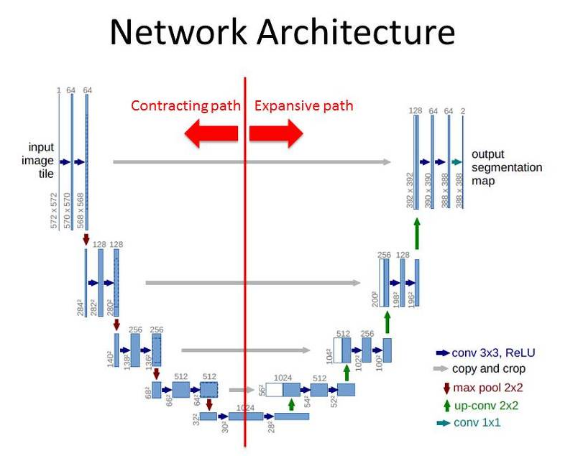 Network Architecture
Contracting path
Expansive path
1 64 64
128 64 64 2
input
image
tile
output
segmentation
map
572 x 572
570 x 570
568 x 568
392 x 392
390 x 390
388 x 388
388 x 388
128 128
256 128
284²
282²
280²
200²
198²
196²
256 256
512 256
140²
138²
136²
104²
102²
100²
512 512
1024 512
68²
66²
64²
56²
54²
52²
1024
32²
30²
28²
conv 3x3, ReLU
copy and crop
max pool 2x2
up-conv 2x2
conv 1x1